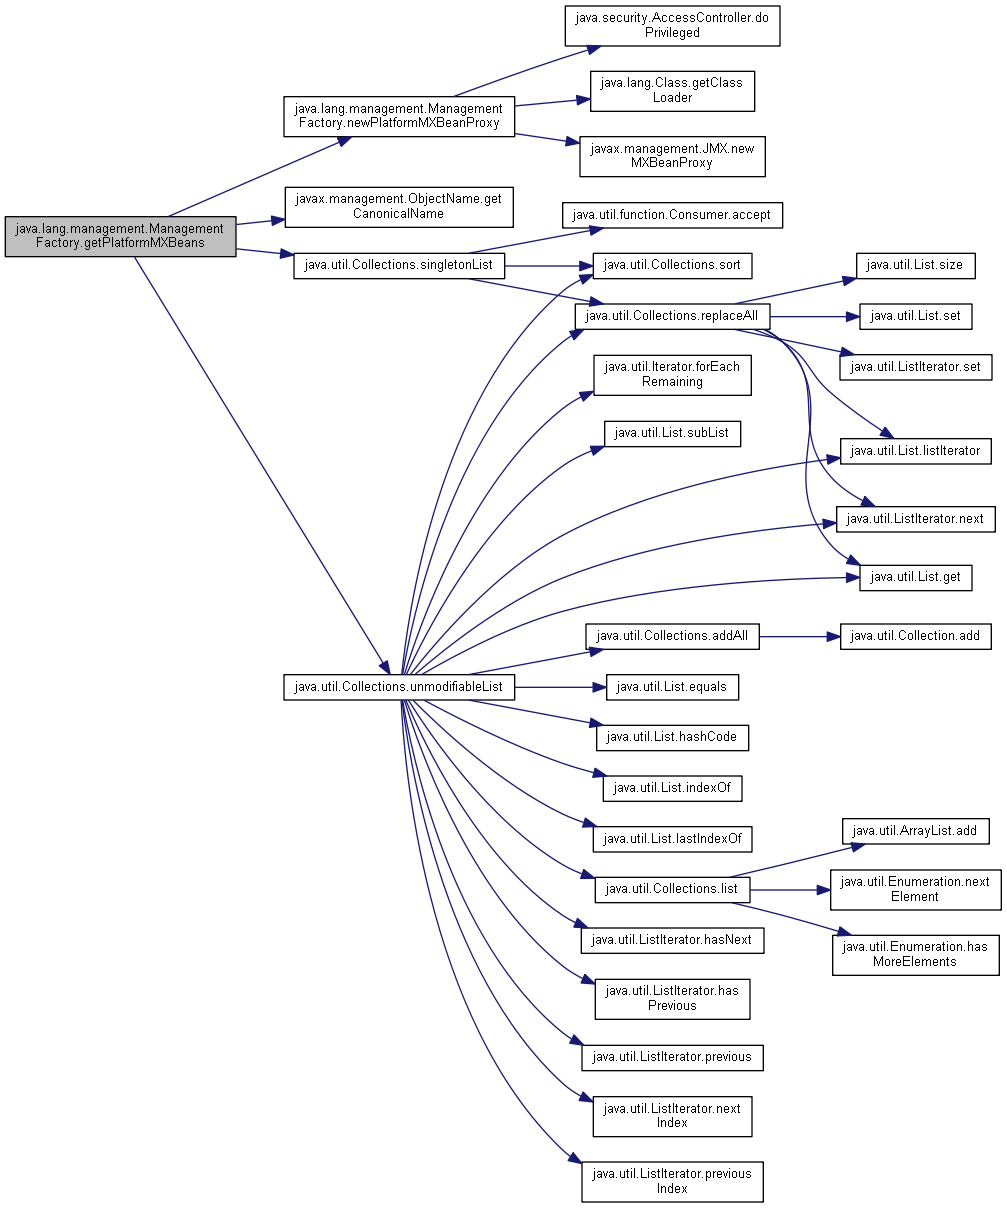 java.security.AccessController.do
Privileged
java.lang.Class.getClass
Loader
java.lang.management.Management
Factory.newPlatformMXBeanProxy
javax.management.JMX.new
MXBeanProxy
javax.management.ObjectName.get
CanonicalName
java.util.function.Consumer.accept
java.lang.management.Management
Factory.getPlatformMXBeans
java.util.Collections.singletonList
java.util.Collections.sort
java.util.List.size
java.util.Collections.replaceAll
java.util.List.set
java.util.Iterator.forEach
Remaining
java.util.ListIterator.set
java.util.List.subList
java.util.List.listIterator
java.util.ListIterator.next
java.util.List.get
java.util.Collections.addAll
java.util.Collection.add
java.util.Collections.unmodifiableList
java.util.List.equals
java.util.List.hashCode
java.util.List.indexOf
java.util.List.lastIndexOf
java.util.ArrayList.add
java.util.Collections.list
java.util.Enumeration.next
Element
java.util.ListIterator.hasNext
java.util.Enumeration.has
MoreElements
java.util.ListIterator.has
Previous
java.util.ListIterator.previous
java.util.ListIterator.next
Index
java.util.ListIterator.previous
Index